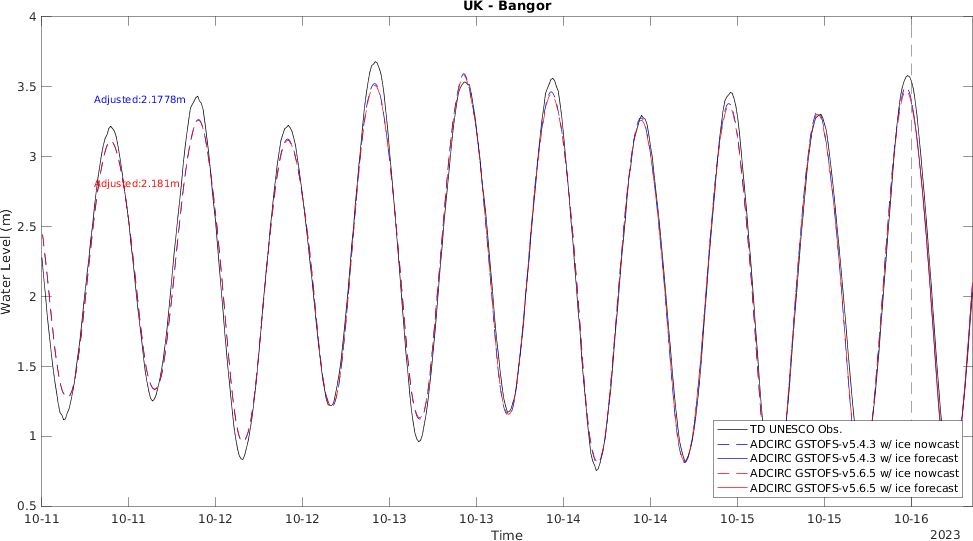 UK - Bangor
4
3.5
3
2.5
2
1.5
1
0.5
Water Level (m)
Adjusted:2.1778m
Adjusted:2.181m
TD UNESCO Obs.
ADCIRC GSTOFS-v5.4.3 w/ ice nowcast
ADCIRC GSTOFS-v5.4.3 w/ ice forecast
ADCIRC GSTOFS-v5.6.5 w/ ice nowcast
ADCIRC GSTOFS-v5.6.5 w/ ice forecast
10-11 10-11 10-12 10-12 10-13 10-13 10-14 10-14 10-15 10-15 10-16
Time
2023